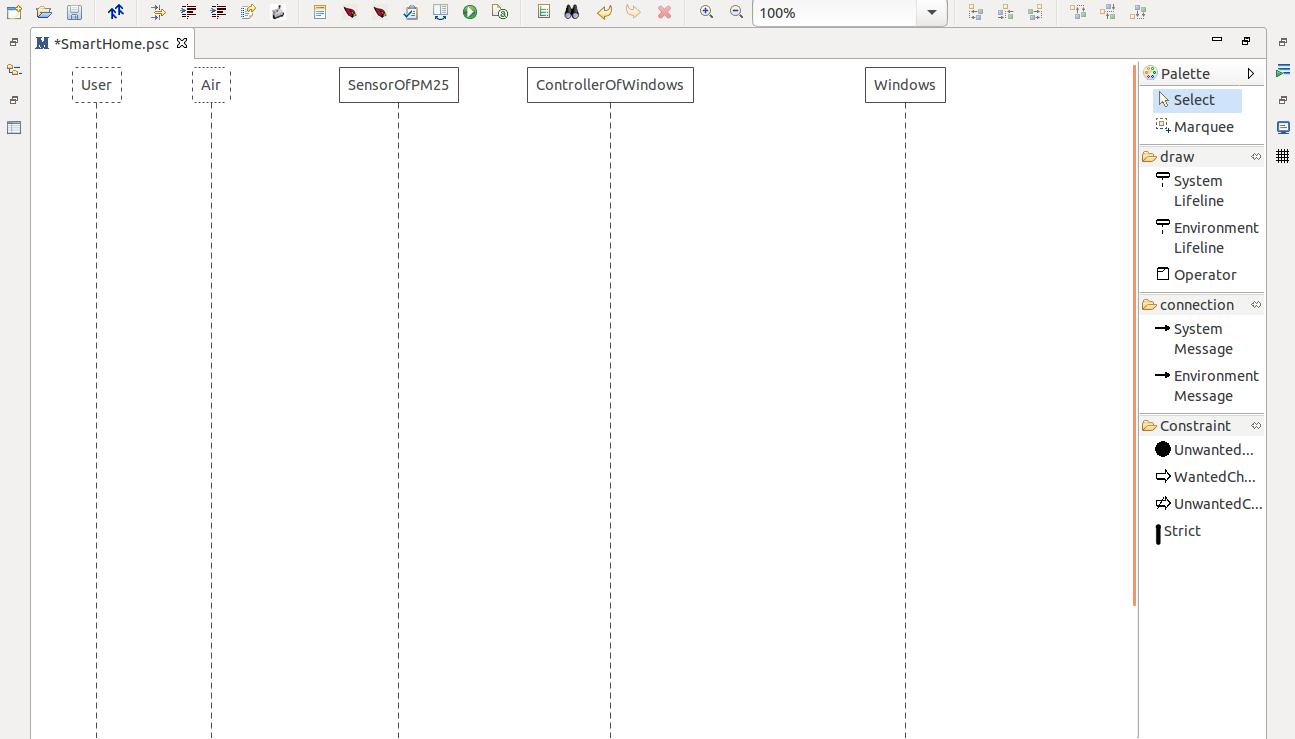 100%
*SmartHome.psc
User
Air
SensorOfPM25
ControllerOfWindows
Windows
Palette
Select
Marquee
draw
System
Lifeline
Environment
Lifeline
Operator
connection
System
Message
Environment
Message
Constraint
Unwanted...
WantedCh...
UnwantedC...
Strict